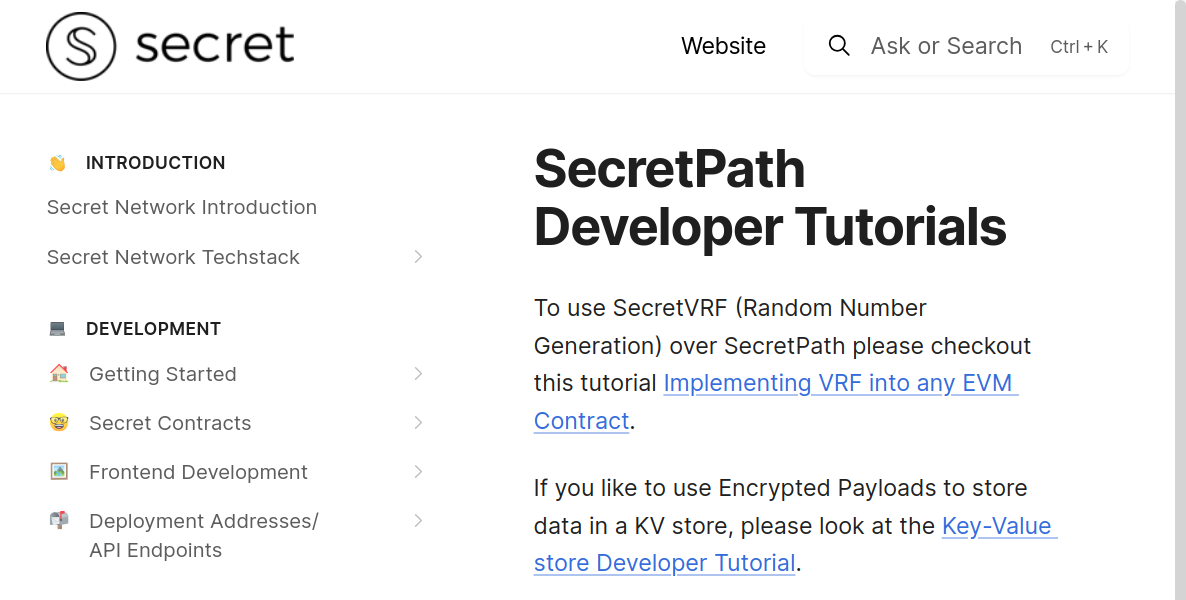 secret
Website
Ask or Search Ctrl + K
INTRODUCTION
Secret Network Introduction
Secret Network Techstack
DEVELOPMENT
Getting Started
Secret Contracts
Frontend Development
Deployment Addresses/
API Endpoints
SecretPath
Developer Tutorials
To use SecretVRF (Random Number
Generation) over SecretPath please checkout
this tutorial Implementing VRF into any EVM
Contract.
If you like to use Encrypted Payloads to store
data in a KV store, please look at the Key-Value
store Developer Tutorial.